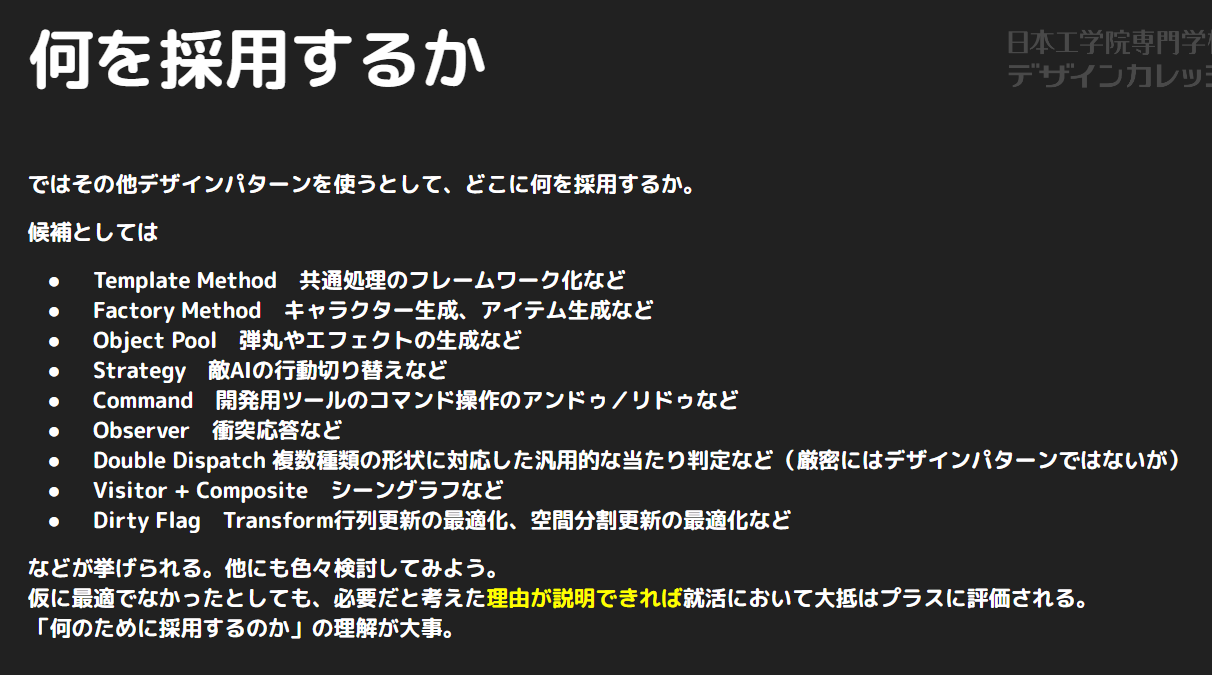 何を採用するか
日本工学院専門学
デザインカレッ
ではその他デザインパターンを使うとして、どこに何を採用するか。
候補としては
● Template Method　共通処理のフレームワーク化など
● Factory Method　キャラクター生成、アイテム生成など
● Object Pool　弾丸やエフェクトの生成など
● Strategy　敵AIの行動切り替えなど
● Command　開発用ツールのコマンド操作のアンドゥ／リドゥなど
● Observer　衝突応答など
● Double Dispatch 複数種類の形状に対応した汎用的な当たり判定など（厳密にはデザインパターンではないが）
● Visitor + Composite　シーングラフなど
● Dirty Flag　Transform行列更新の最適化、空間分割更新の最適化など
などが挙げられる。他にも色々検討してみよう。
仮に最適でなかったとしても、必要だと考えた理由が説明できれば就活において大抵はプラスに評価される。
「何のために採用するのか」の理解が大事。